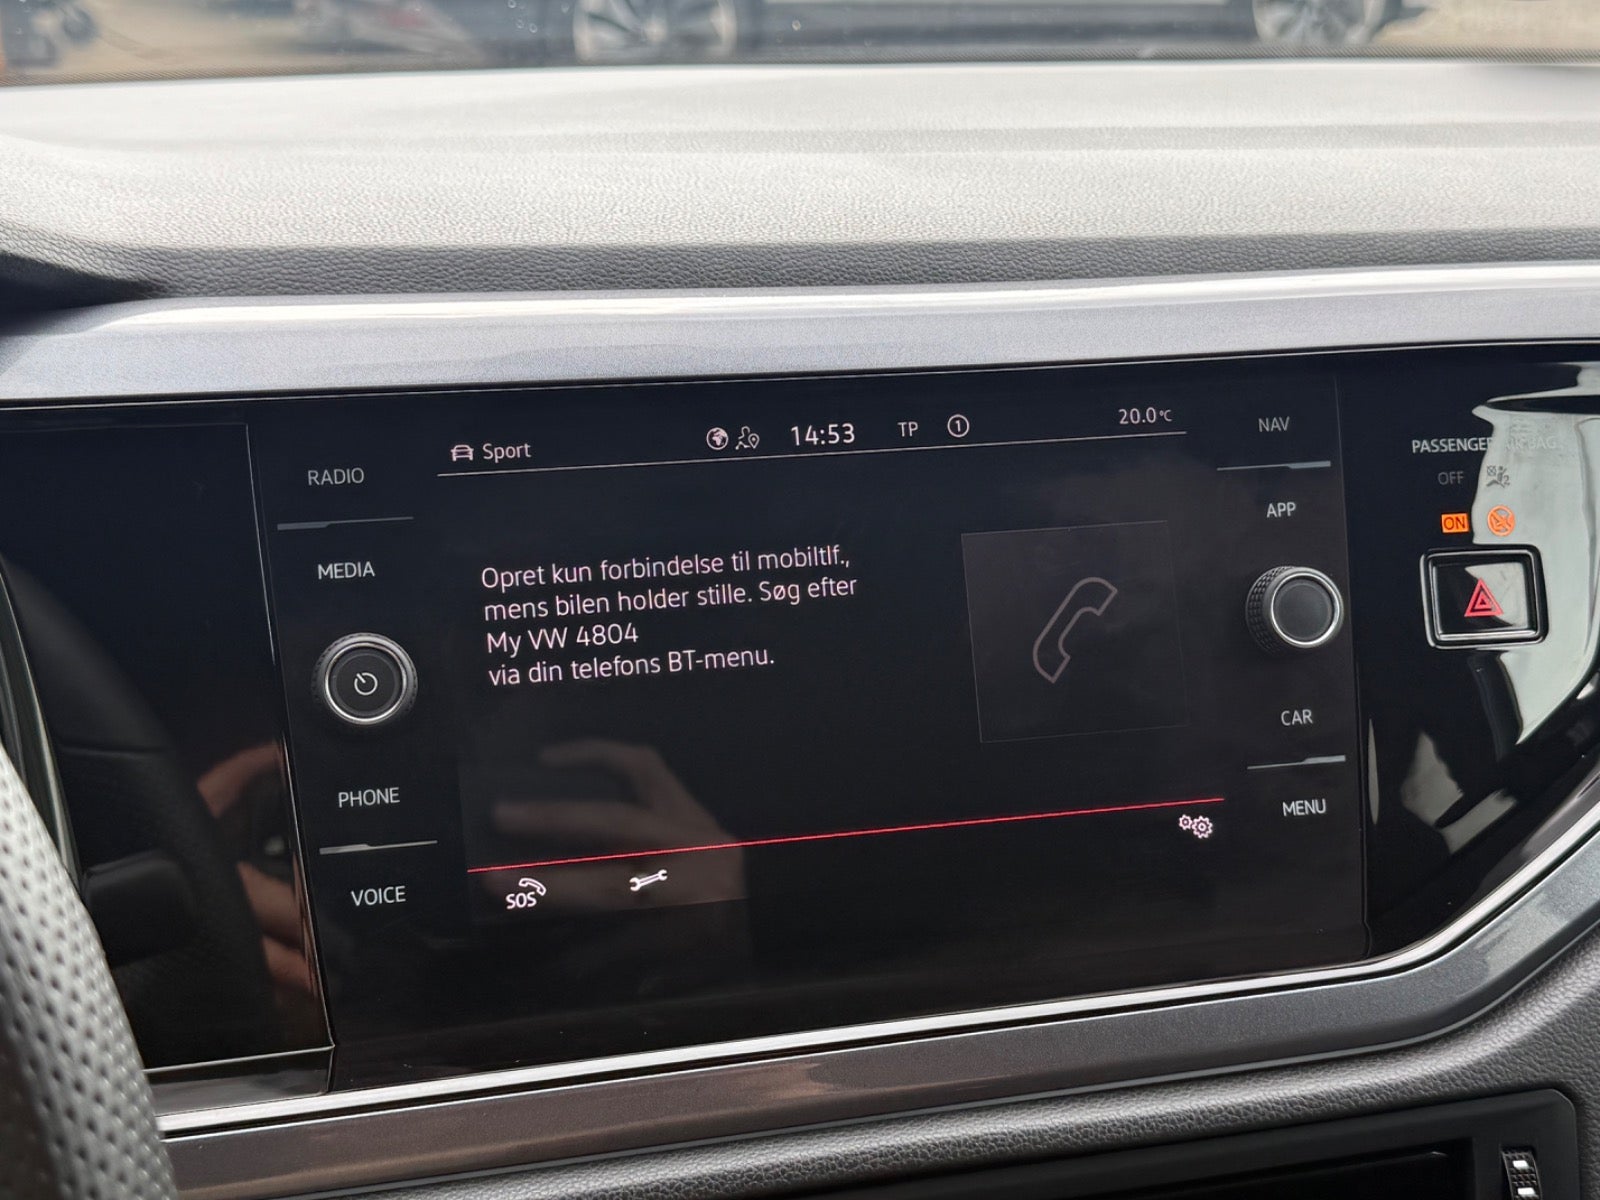 Sport 14:53 TP 1 20.0°C
RADIO
MEDIA
PHONE
VOICE
Opret kun forbindelse til mobiltlf.,
mens bilen holder stille. Søg efter
My VW 4804
via din telefons BT-menu.
SOS
NAV
APP
CAR
MENU
PASSENGER AIRBAG
OFF
ON